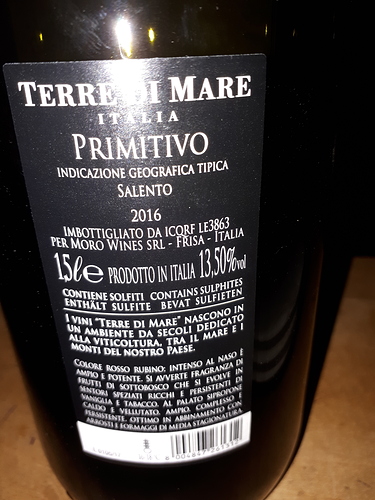 TERRE DI MARE
ITALIA
PRIMITIVO
INDICAZIONE GEOGRAFICA TIPICA
SALENTO
2016
IMBOTTIGLIATO DA ICQRF LE3863
PER MORO WINES SRL - FRISA - ITALIA
1,5L e PRODOTTO IN ITALIA 13,50%vol
CONTIENE SOLFITI CONTAINS SULPHITES
ENTHÄLT SULFITE BEVAT SULFIETEN
I VINI "TERRE DI MARE" NASCONO IN
UN AMBIENTE DA SECOLI DEDICATO
ALLA VITICOLTURA, TRA IL MARE E I
MONTI DEL NOSTRO PAESE.
COLORE ROSSO RUBINO: INTENSO AL NASO E
AMPIO E POTENTE. SI AVVERTE FRAGRANZA DI
FRUTTI DI SOTTOBOSCO CHE SI EVOLVE IN
SENTORI SPEZIATI RICCHI E PERSISTENTI DI
VANIGLIA E TABACCO. AL PALATO SIPROPONE
CALDO E VELLUTATO, AMPIO, COMPLESSO E
PERSISTENTE. OTTIMO IN ABBINAMENTO CON
ARROSTI E FORMAGGI DI MEDIA STAGIONATURA